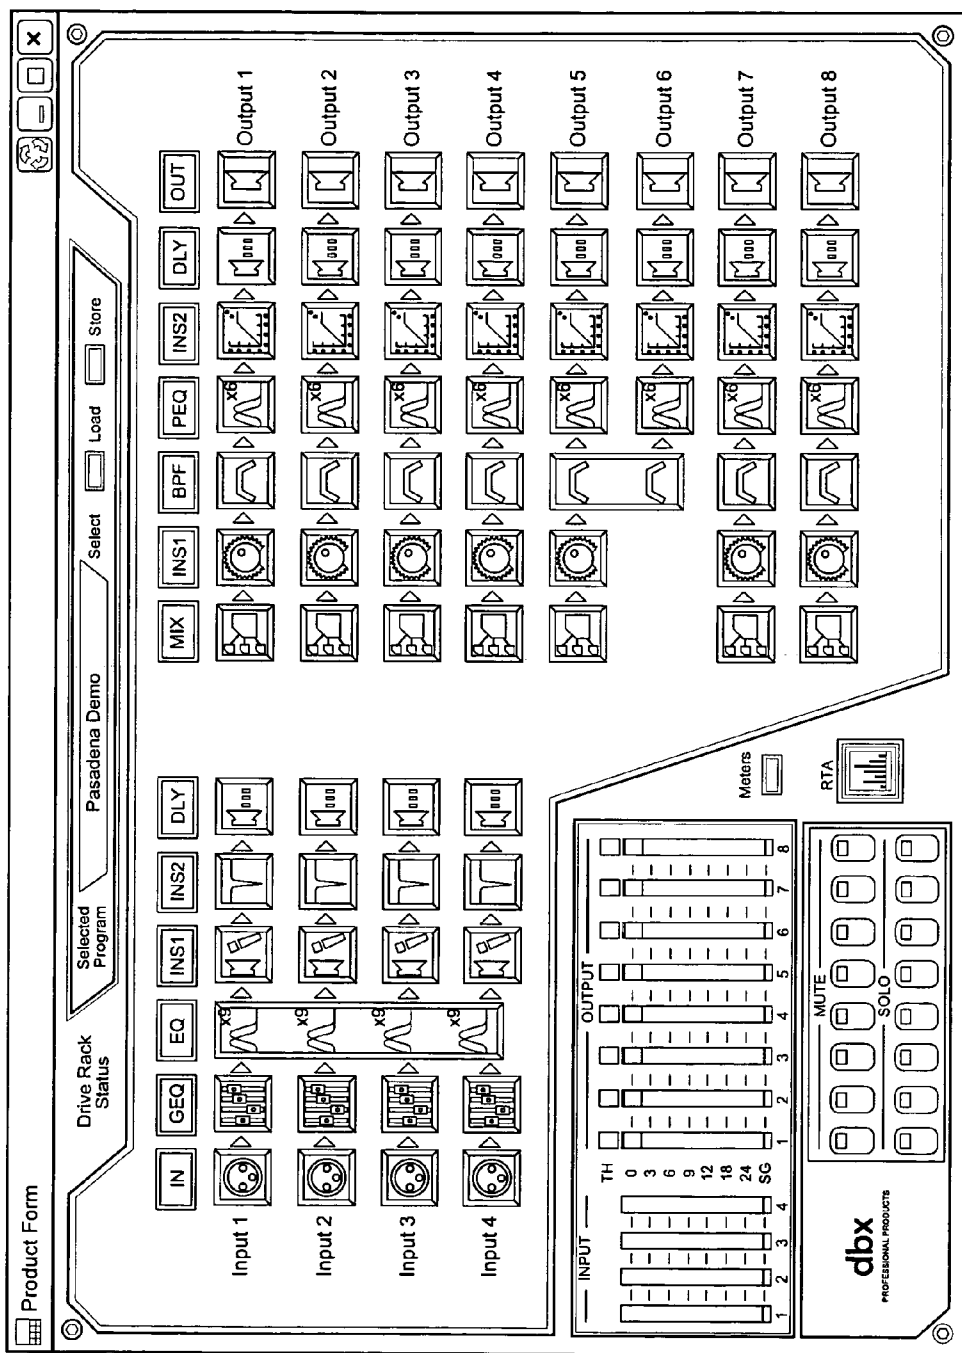 Product Form
Drive Rack
Status
Selected
Program
Pasadena Demo
Select
Load
Store
IN
GEQ
EQ
INS1
INS2
DLY
MIX
INS1
BPF
PEQ
INS2
DLY
OUT
Input 1
x9
x6
Output 1
Input 2
x9
x6
Output 2
Input 3
x9
x6
Output 3
Input 4
x9
x6
Output 4
x6
Output 5
x6
Output 6
x6
Output 7
x6
Output 8
INPUT
OUTPUT
TH
0
3
6
9
12
18
24
SG
1 2 3 4
1 2 3 4 5 6 7 8
Meters
RTA
dbx
PROFESSIONAL PRODUCTS
MUTE
SOLO